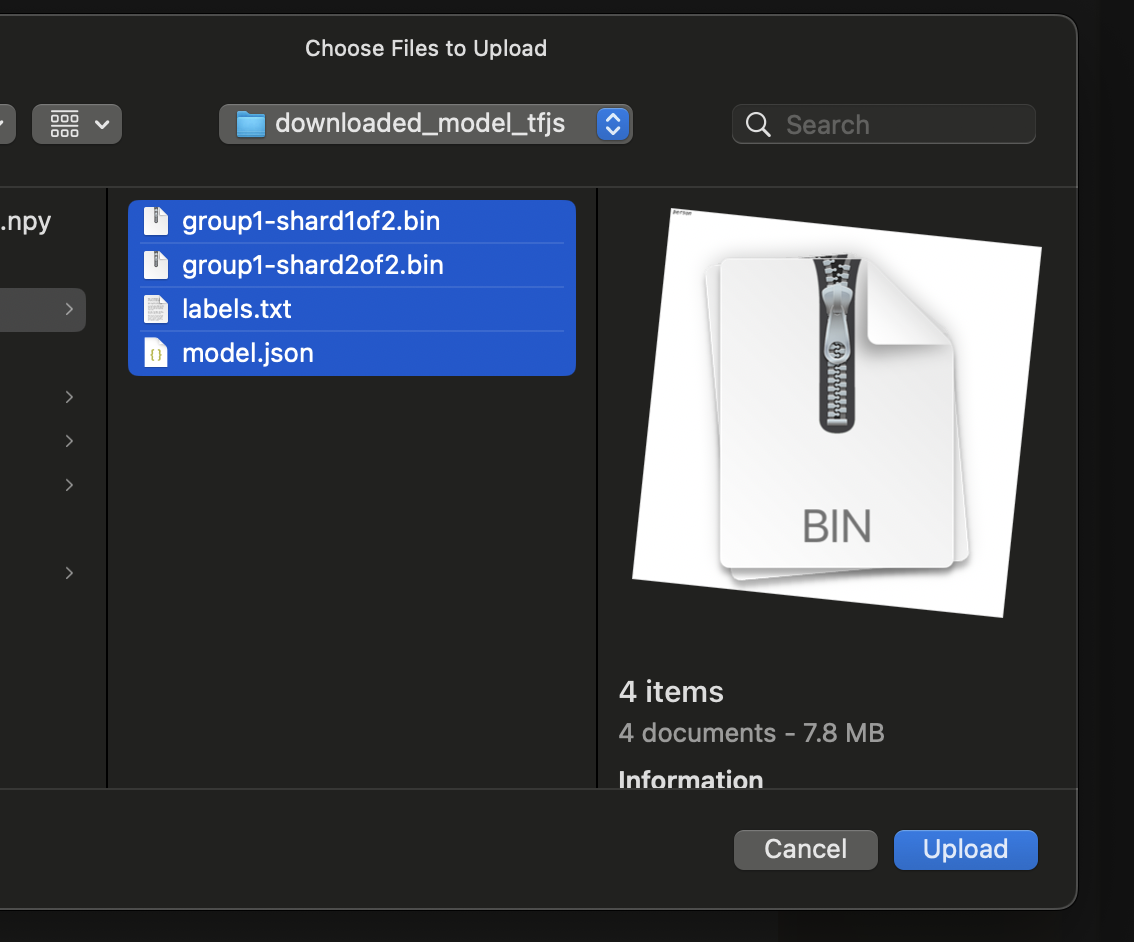 Choose Files to Upload
downloaded_model_tfjs
Search
.npy
group1-shard1of2.bin
group1-shard2of2.bin
labels.txt
model.json
person
BIN
4 items
4 documents - 7.8 MB
Information
Cancel
Upload